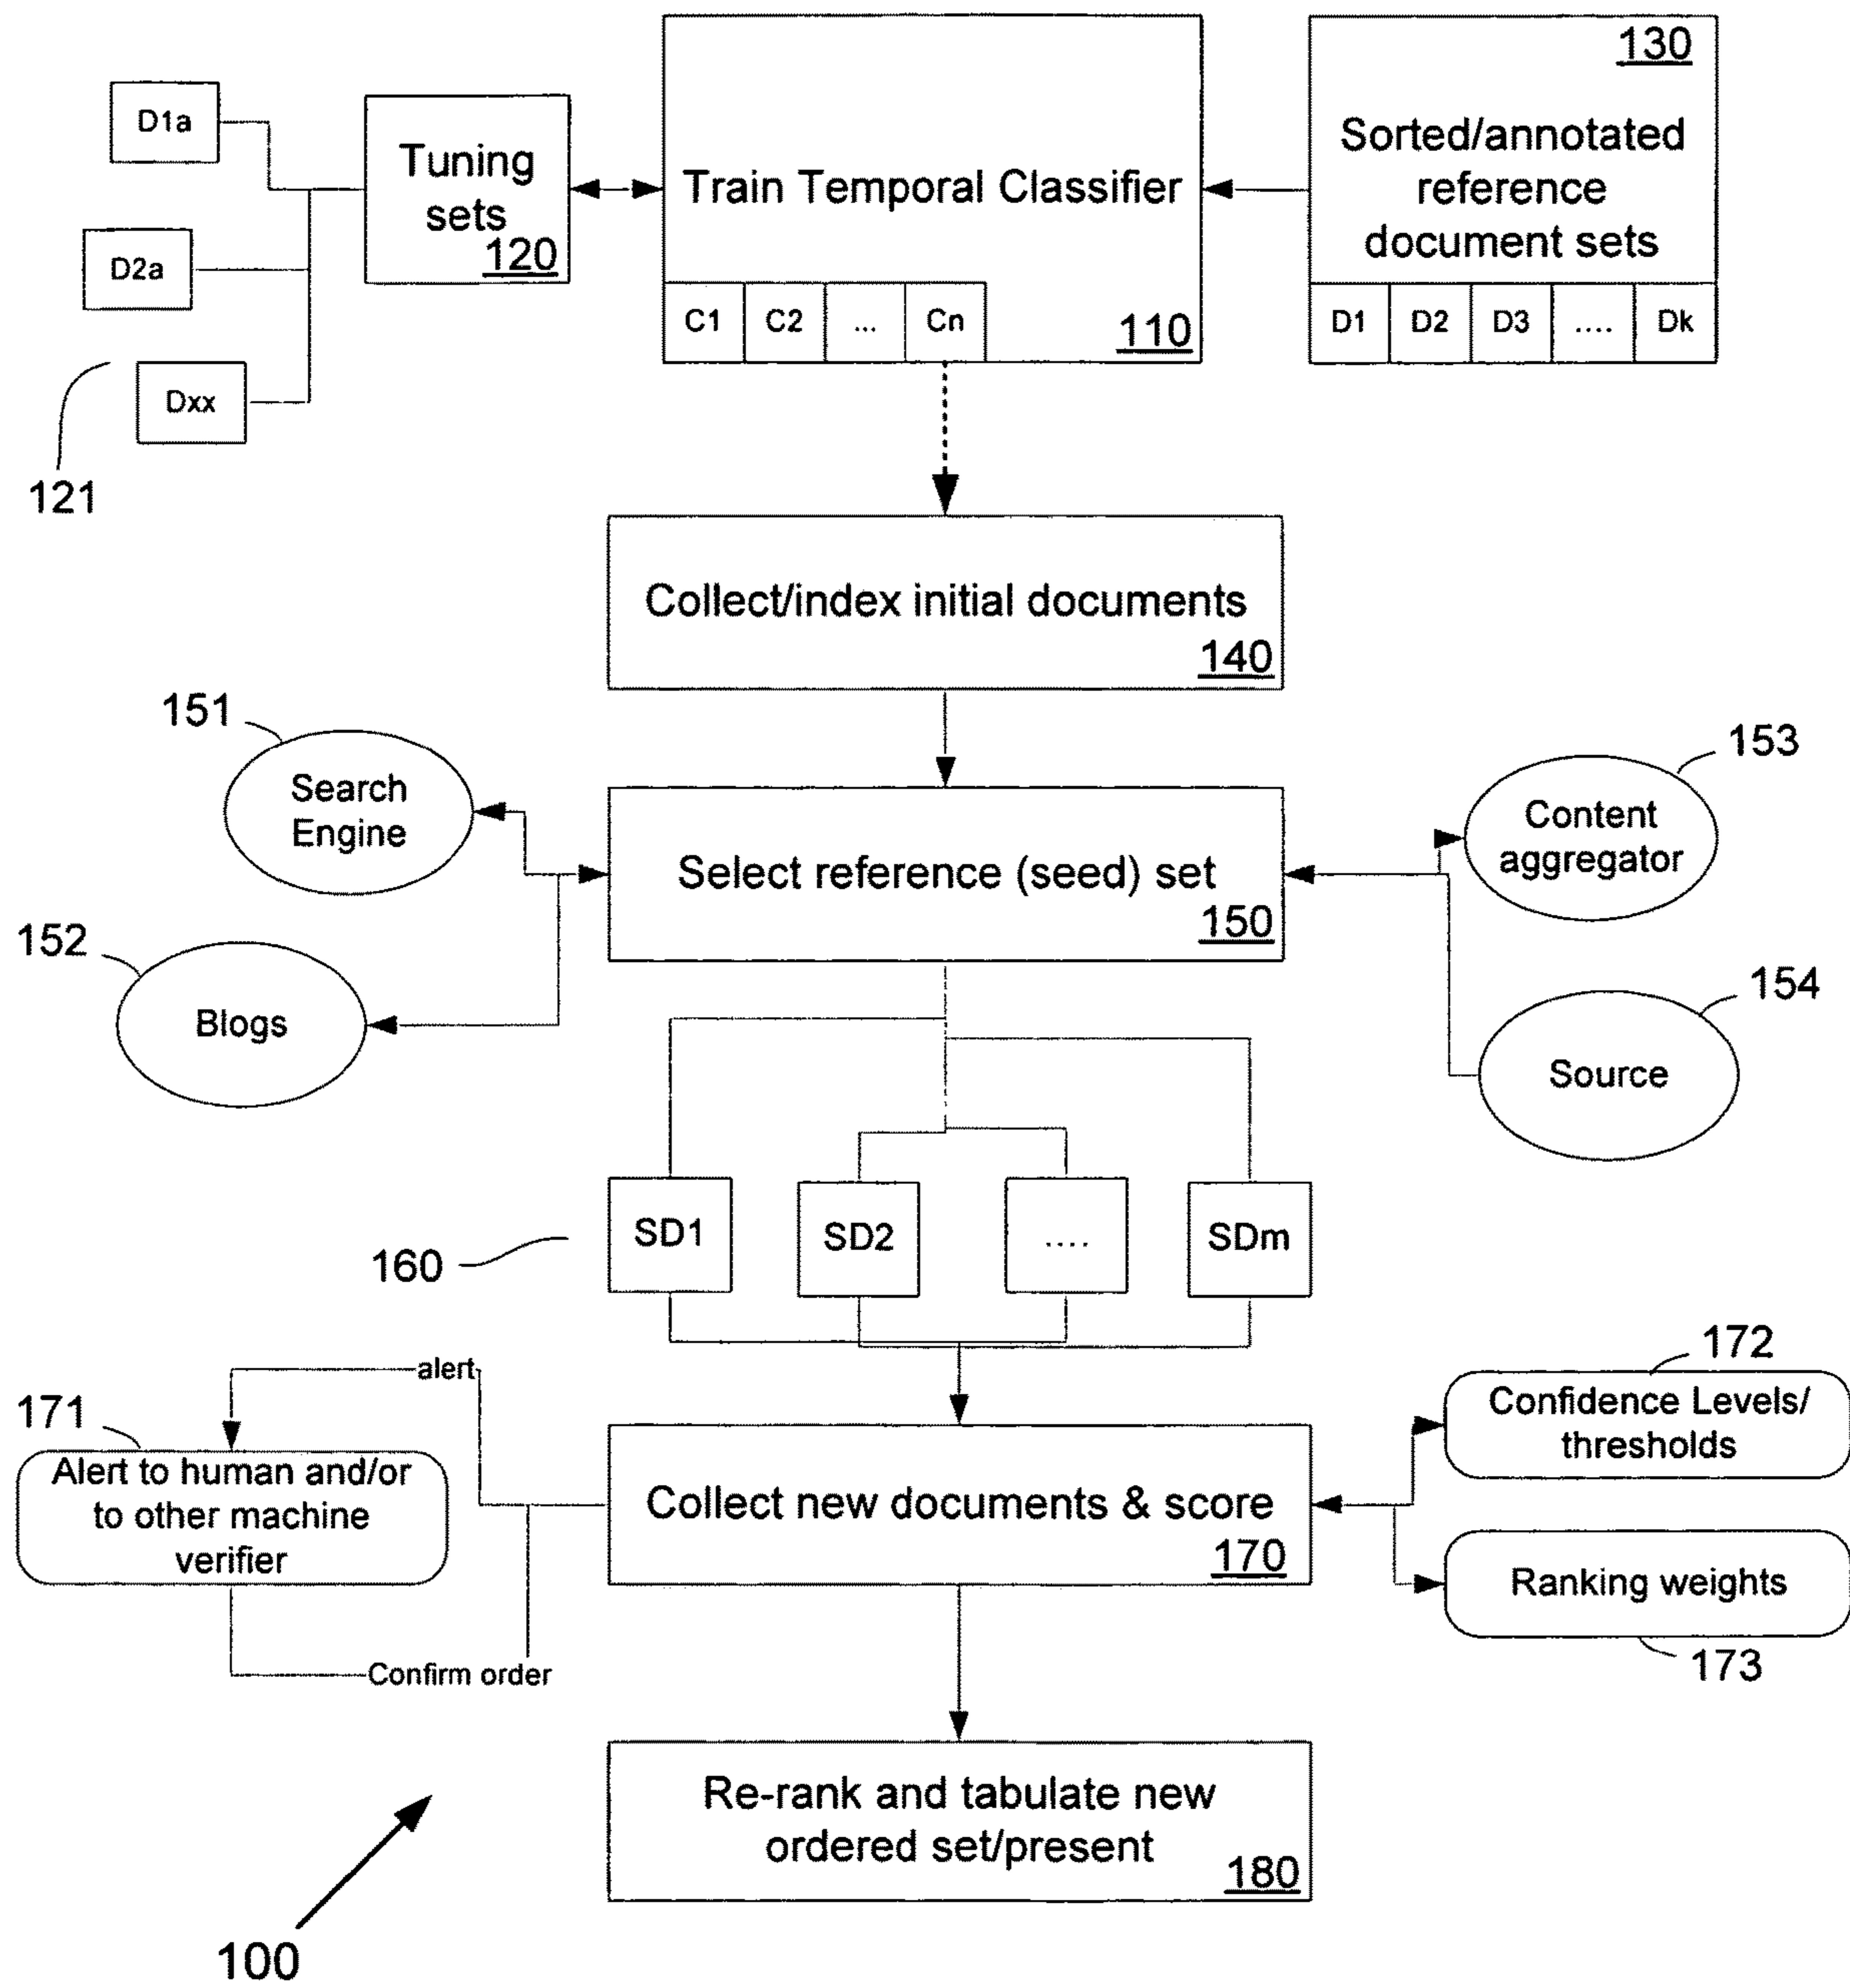 130
D1a
Tuning
sets
120
Train Temporal Classifier
Sorted/annotated
reference
document sets
D2a
C1
C2
...
Cn
110
D1
D2
D3
....
Dk
Dxx
121
Collect/index initial documents
140
151
Search
Engine
153
Content
aggregator
Select reference (seed) set
150
152
Blogs
154
Source
160
SD1
SD2
....
SDm
alert
172
Confidence Levels/
thresholds
171
Alert to human and/or
to other machine
verifier
Collect new documents & score
170
Ranking weights
173
Confirm order
Re-rank and tabulate new
ordered set/present
180
100